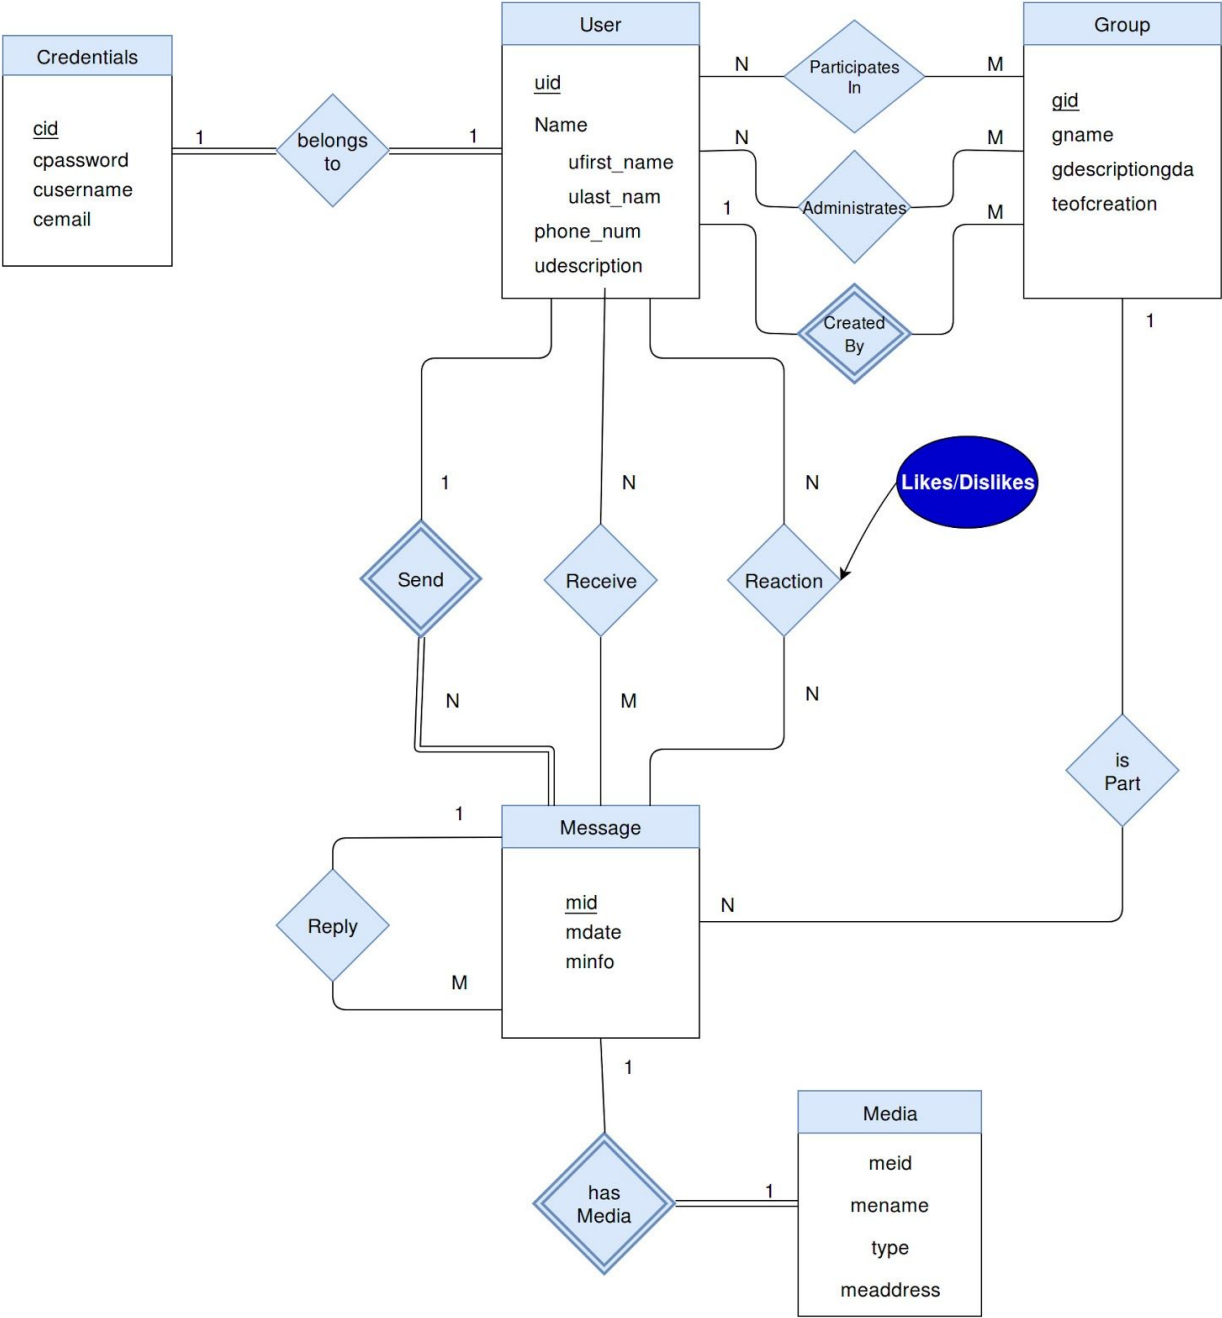 User
Group
Credentials
uid
Name
ufirst_name
ulast_nam
phone_num
udescription
N
Participates
In
M
gid
gname
gdescriptiongda
teofcreation
cid
cpassword
cusername
cemail
1
belongs
to
1
N
Administrates
M
1
Created
By
M
1
1
N
N
Likes/Dislikes
Send
Receive
Reaction
N
M
N
is
Part
1
Message
Reply
mid
mdate
minfo
N
M
1
Media
has
Media
1
meid
mename
type
meaddress